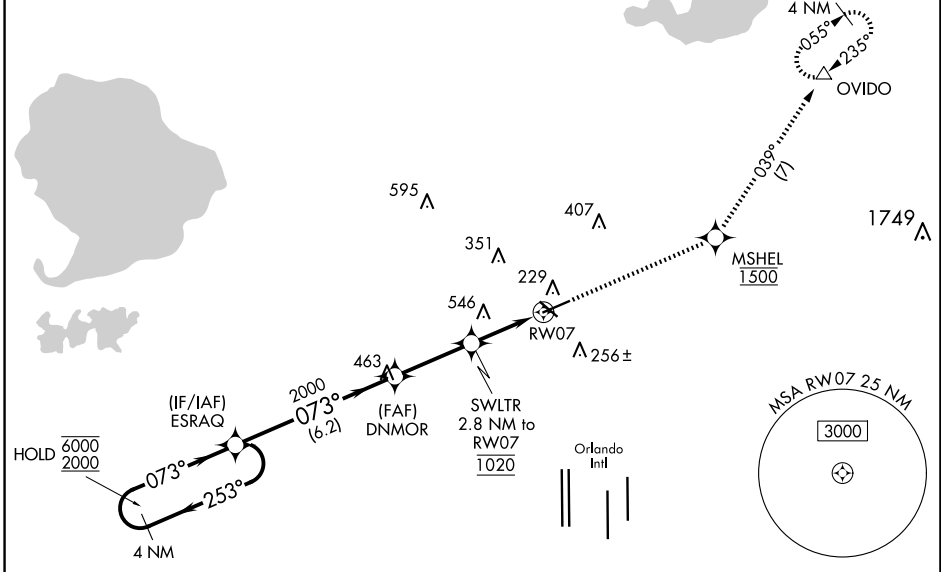 4 NM
055°
235°
OVIDO
039°
(7)
595
407
1749
351
MSHEL
1500
229
546
RW07
256±
463
2000
073°
(6.2)
(IF/IAF)
ESRAQ
(FAF)
DNMOR
SWLTR
2.8 NM to
RW07
1020
HOLD 6000
2000
073°
253°
4 NM
Orlando
Intl
MSA RW07 25 NM
3000